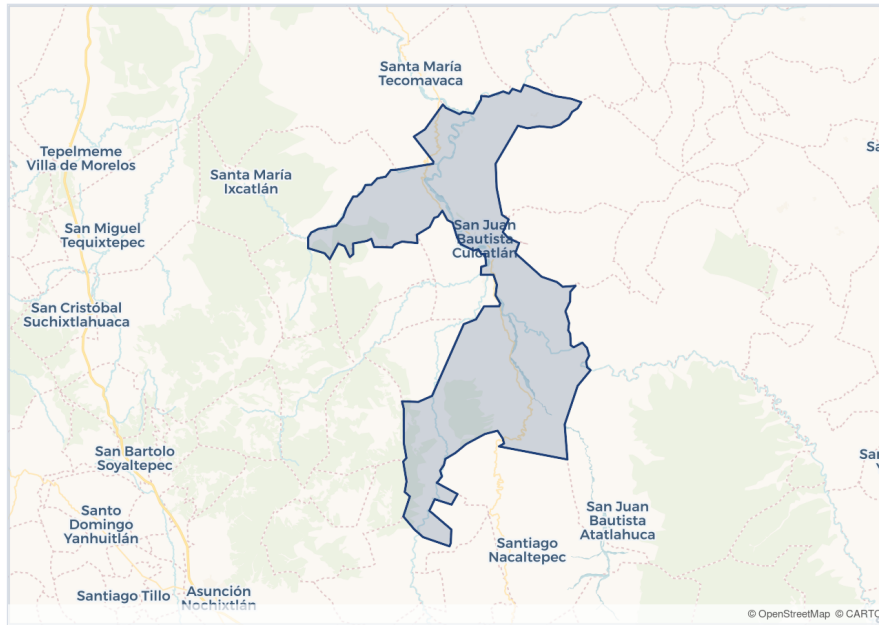 Santa María
Tecomavaca
Tepelmeme
Villa de Morelos
Santa María
Ixcatlán
San Miguel
Tequixtepec
San Juan
Bautista
Cuicatlán
San Cristóbal
Suchixtlahuaca
San Bartolo
Soyaltepec
Santo
Domingo
Yanhuitlán
San Juan
Bautista
Atatlahuca
Santiago
Nacaltepec
Santiago Tillo
Asunción
Nochixtlán
© OpenStreetMap © CARTO